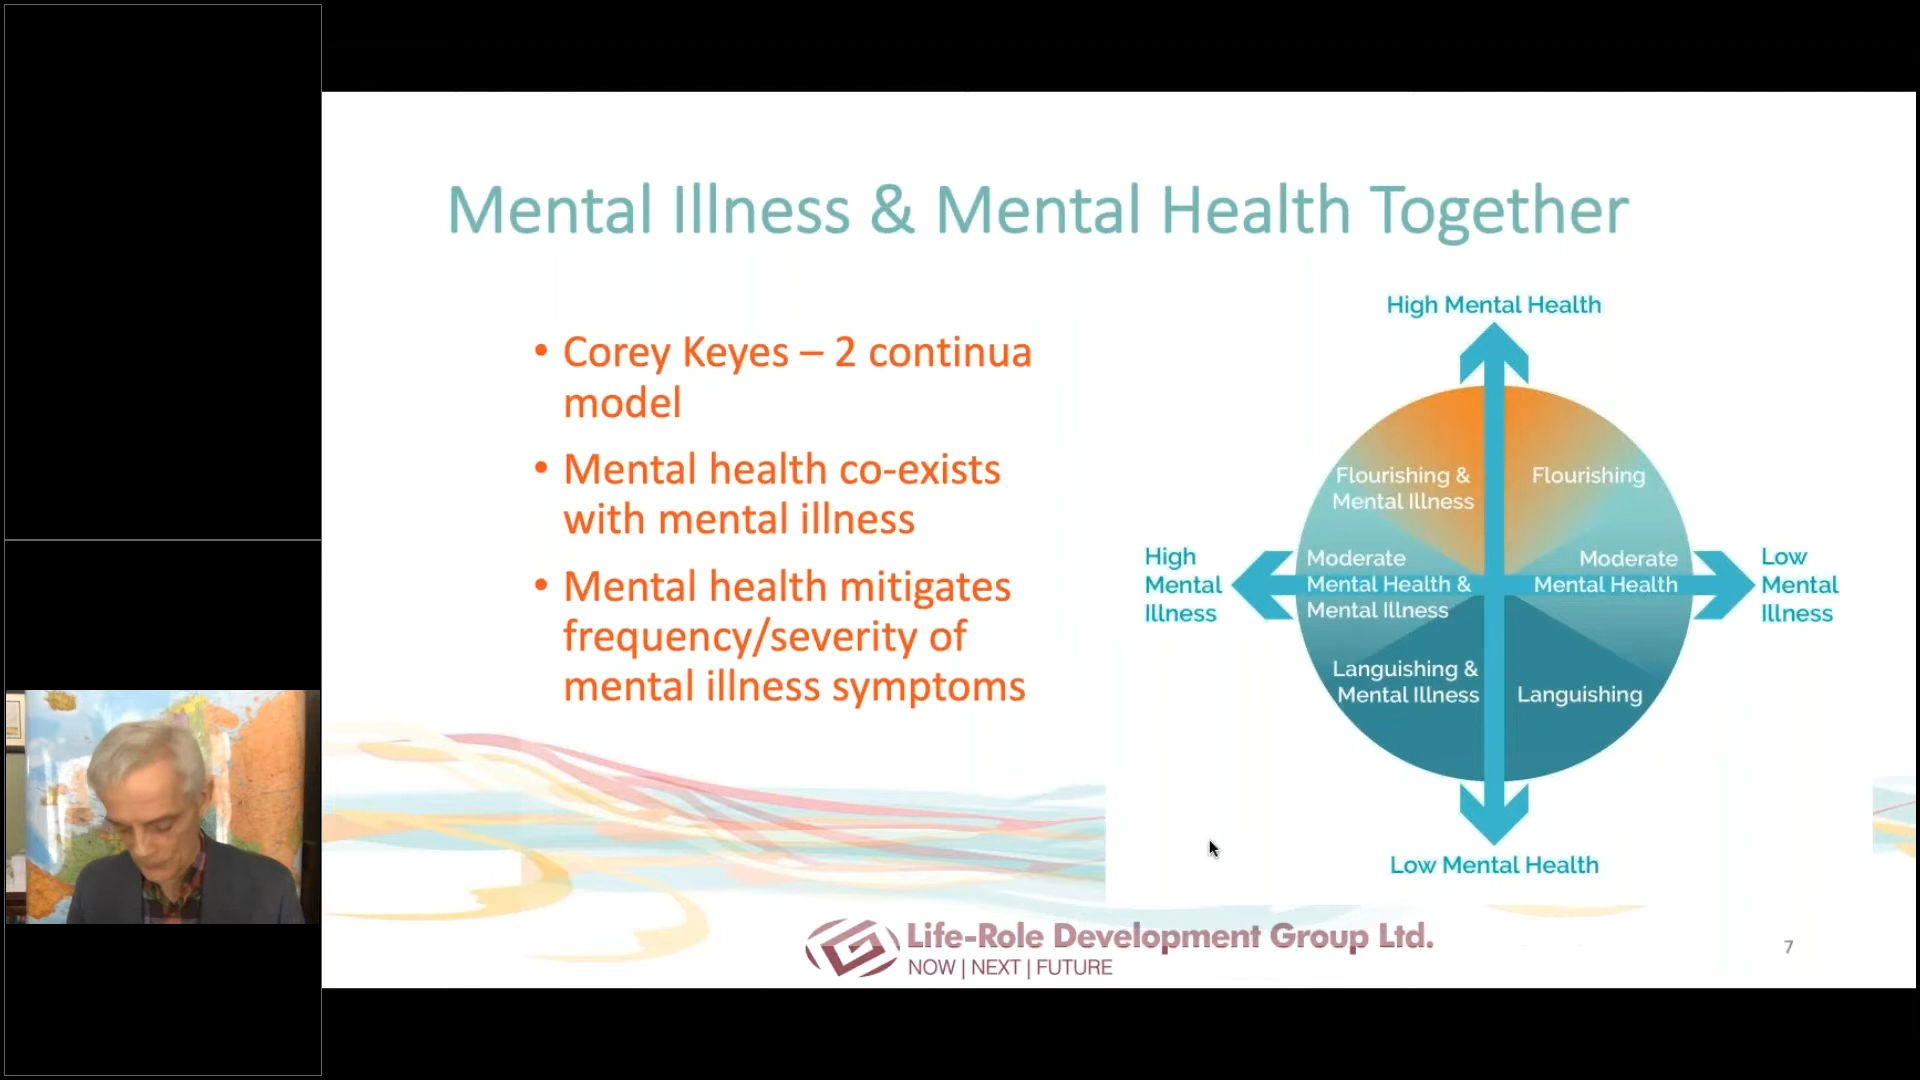 Mental Illness & Mental Health Together
• Corey Keyes – 2 continua
model
• Mental health co-exists
with mental illness
• Mental health mitigates
frequency/severity of
mental illness symptoms
High Mental Health
Flourishing &
Mental Illness
Flourishing
High
Mental
Illness
Moderate
Mental Health &
Mental Illness
Moderate
Mental Health
Low
Mental
Illness
Languishing &
Mental Illness
Languishing
Low Mental Health
Life-Role Development Group Ltd.
NOW | NEXT | FUTURE
7